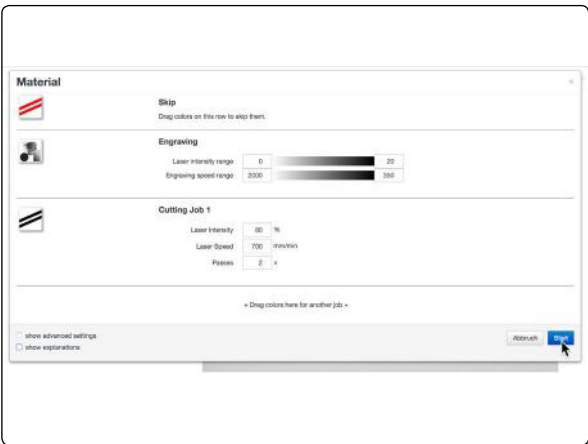 Material
×
Skip
Drag colors on this row to skip them.
Engraving
Laser intensity range 0 20
Engraving speed range 2000 350
Cutting Job 1
Laser Intensity 80 %
Laser Speed 700 mm/min
Passes 2 x
+ Drag colors here for another job +
show advanced settings
show explanations
Abbruch Start